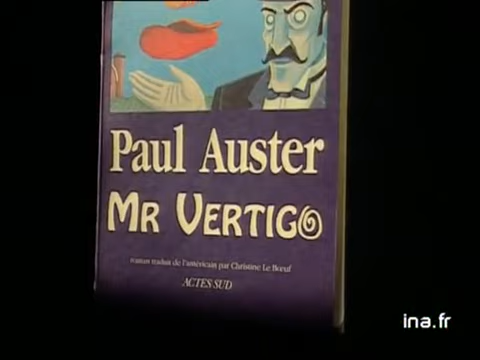 Paul Auster
MR VERTIGO
roman traduit de l'américain par Christine Le Bœuf
ACTES SUD
ina.fr